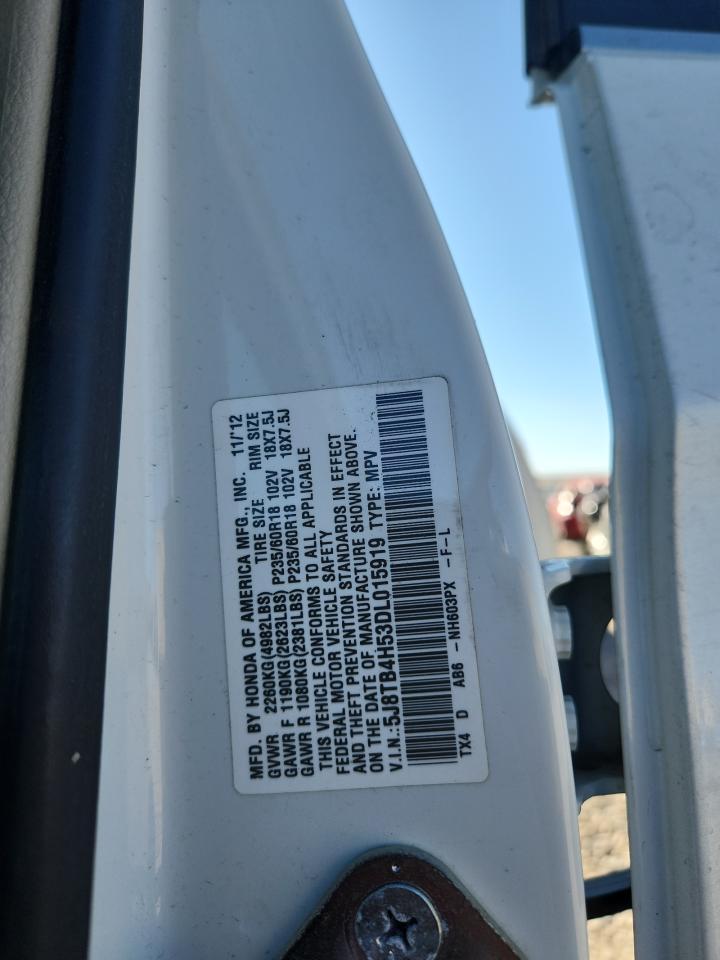 MFD. BY HONDA OF AMERICA MFG., INC. 11/'12
TIRE SIZE RIM SIZE
GVWR 2260KG(4982LBS)
GAWR F 1190KG(2623LBS) P235/60R18 102V 18X7.5J
GAWR R 1080KG(2381LBS) P235/60R18 102V 18X7.5J
THIS VEHICLE CONFORMS TO ALL APPLICABLE
FEDERAL MOTOR VEHICLE SAFETY
AND THEFT PREVENTION STANDARDS IN EFFECT
ON THE DATE OF MANUFACTURE SHOWN ABOVE.
V.I.N.: 5J8TB4H53DL015919 TYPE: MPV
TX4 D AB6 -NH603PX -F-L